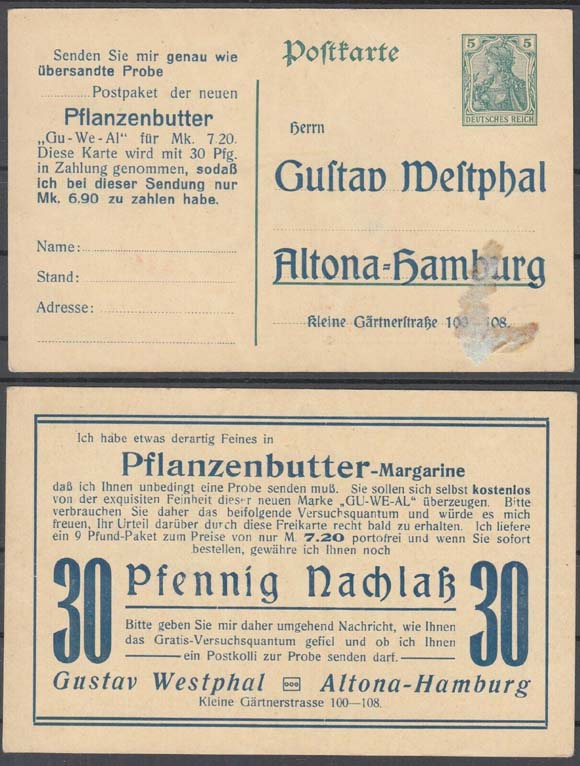 Senden Sie mir genau wie
übersandte Probe
Postpaket der neuen
Pflanzenbutter
„Gu-We-Al" für Mk. 7.20.
Diese Karte wird mit 30 Pfg.
in Zahlung genommen, sodaß
ich bei dieser Sendung nur
Mk. 6.90 zu zahlen habe.
Name:
Stand:
Adresse:
Postkarte
5 5
DEUTSCHES REICH
Herrn
Gustav Westphal
Altona=Hamburg
Kleine Gärtnerstraße 100—108.
Ich habe etwas derartig Feines in
Pflanzenbutter-Margarine
daß ich Ihnen unbedingt eine Probe senden muß. Sie sollen sich selbst kostenlos
von der exquisiten Feinheit dieser neuen Marke „GU-WE-AL" überzeugen. Bitte
verbrauchen Sie daher das beifolgende Versuchsquantum und würde es mich
freuen, Ihr Urteil darüber durch diese Freikarte recht bald zu erhalten. Ich liefere
ein 9 Pfund-Paket zum Preise von nur M. 7.20 portofrei und wenn Sie sofort
bestellen, gewähre ich Ihnen noch
30 Pfennig Nachlaß 30
Bitte geben Sie mir daher umgehend Nachricht, wie Ihnen
das Gratis-Versuchsquantum gefiel und ob ich Ihnen
ein Postkolli zur Probe senden darf.
Gustav Westphal Altona-Hamburg
Kleine Gärtnerstrasse 100—108.